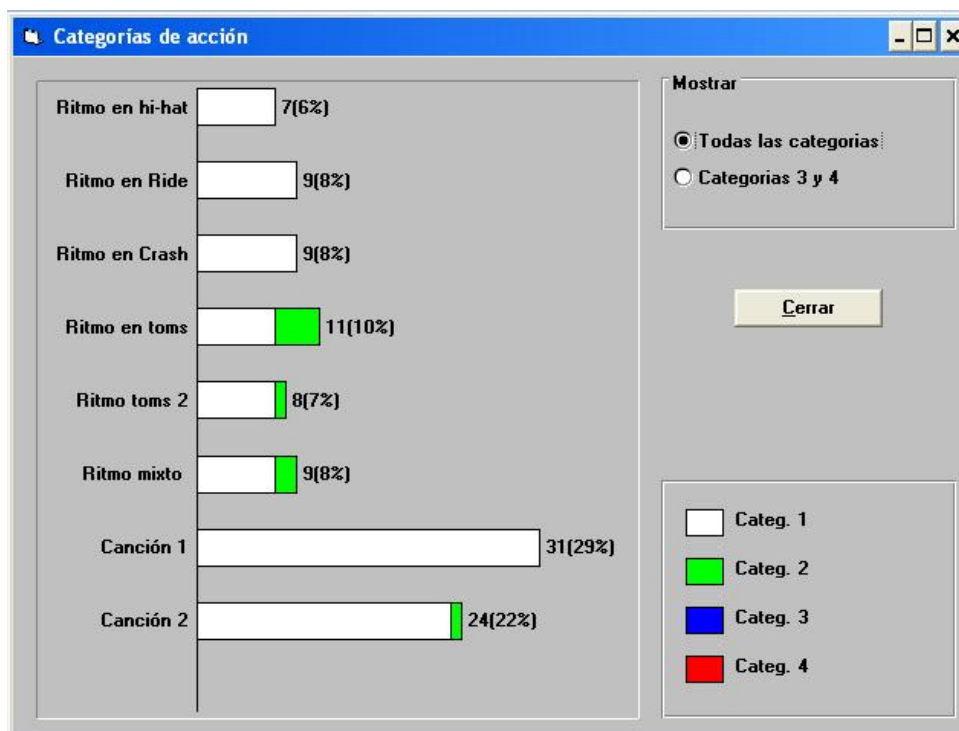 Categorías de acción
Ritmo en hi-hat 7(6%)
Ritmo en Ride 9(8%)
Ritmo en Crash 9(8%)
Ritmo en toms 11(10%)
Ritmo toms 2 8(7%)
Ritmo mixto 9(8%)
Canción 1 31(29%)
Canción 2 24(22%)
Mostrar
Todas las categorias
Categorias 3 y 4
Cerrar
Categ. 1
Categ. 2
Categ. 3
Categ. 4